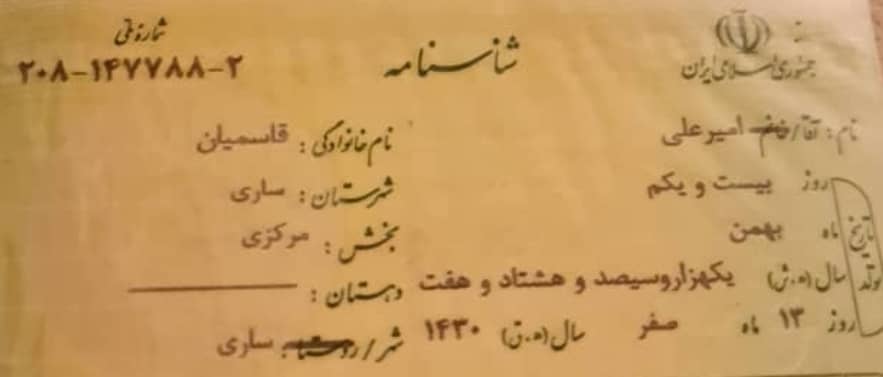 جمهوری اسلامی ایران
شناسنامه
شماره ملی
۲۰۸-۱۴۷۷۸۸-۲
نام: آقا/خانم امیرعلی نام خانوادگی: قاسمیان
تاریخ تولد
روز بیست و یکم شهرستان: ساری
ماه بهمن بخش: مرکزی
سال (ه.ش) یکهزاروسیصد و هشتاد و هفت دهستان:
روز ۱۳ ماه صفر سال (ه.ق) ۱۴۳۰ شهر/روستا: ساری